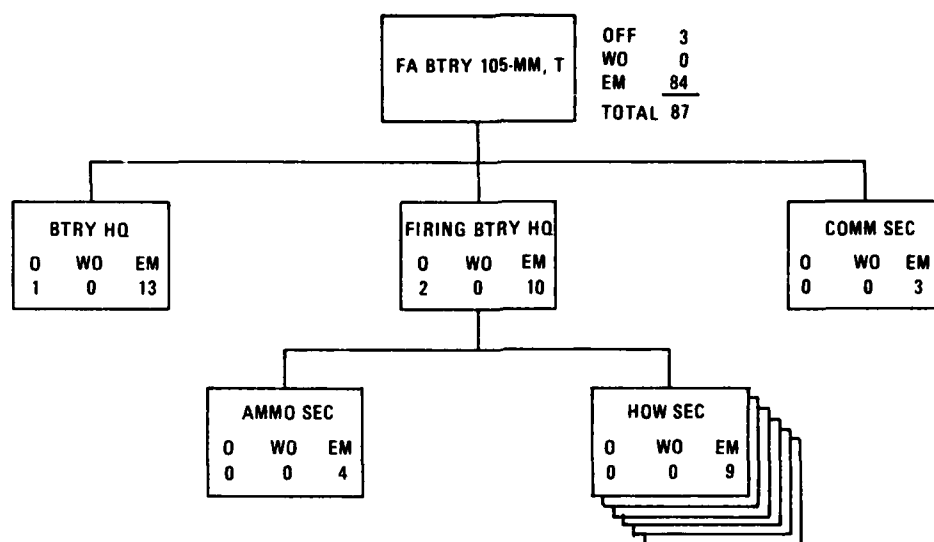 FA BTRY 105-MM, T
OFF 3
WO 0
EM 84
TOTAL 87
BTRY HQ
O WO EM
1 0 13
FIRING BTRY HQ
O WO EM
2 0 10
COMM SEC
O WO EM
0 0 3
AMMO SEC
O WO EM
0 0 4
HOW SEC
O WO EM
0 0 9